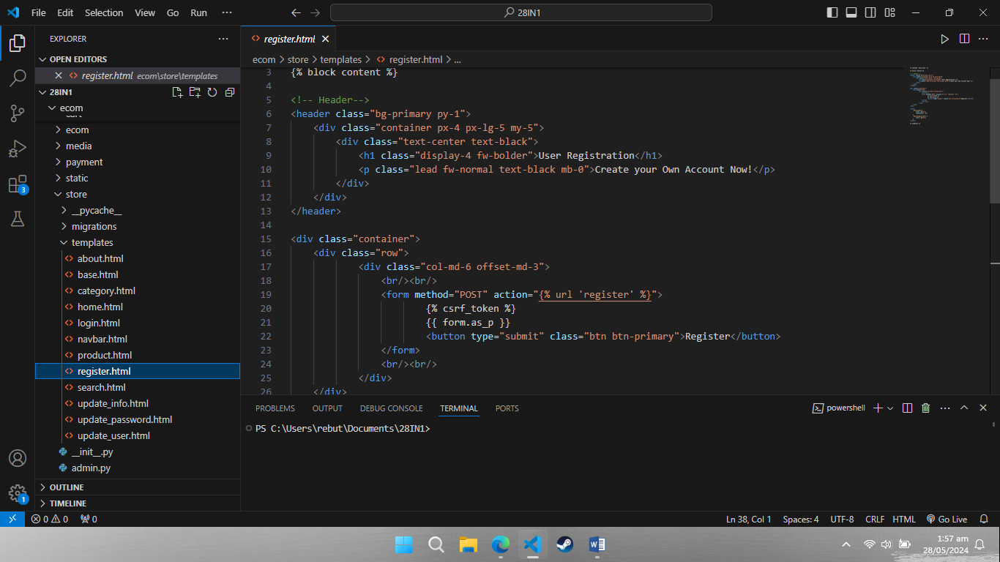 File Edit Selection View Go Run ···
28IN1
EXPLORER
OPEN EDITORS
register.html ecom\store\templates
28IN1
ecom
cart
ecom
media
payment
static
store
__pycache__
migrations
templates
about.html
base.html
category.html
home.html
login.html
navbar.html
product.html
register.html
search.html
update_info.html
update_password.html
update_user.html
__init__.py
admin.py
OUTLINE
TIMELINE
3
1
register.html
ecom > store > templates > register.html > ...
3 {% block content %}
4
5 <!-- Header-->
6 <header class="bg-primary py-1">
7 <div class="container px-4 px-lg-5 my-5">
8 <div class="text-center text-black">
9 <h1 class="display-4 fw-bolder">User Registration</h1>
10 <p class="lead fw-normal text-black mb-0">Create your Own Account Now!</p>
11 </div>
12 </div>
13 </header>
14
15 <div class="container">
16 <div class="row">
17 <div class="col-md-6 offset-md-3">
18 <br/><br/>
19 <form method="POST" action="{% url 'register' %}">
20 {% csrf_token %}
21 {{ form.as_p }}
22 <button type="submit" class="btn btn-primary">Register</button>
23 </form>
24 <br/><br/>
25 </div>
26 </div>
PROBLEMS OUTPUT DEBUG CONSOLE TERMINAL PORTS
powershell
PS C:\Users\rebut\Documents\28IN1>
0 0 0
Ln 38, Col 1 Spaces: 4 UTF-8 CRLF HTML Go Live
1:57 am
28/05/2024